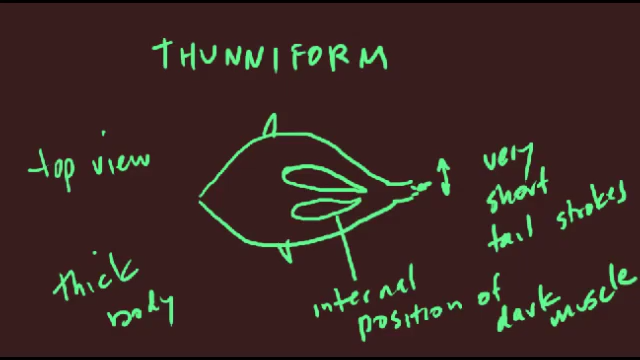 THUNNIFORM
top view
very
short
tail strokes
thick
body
internal
position of
dark
muscle